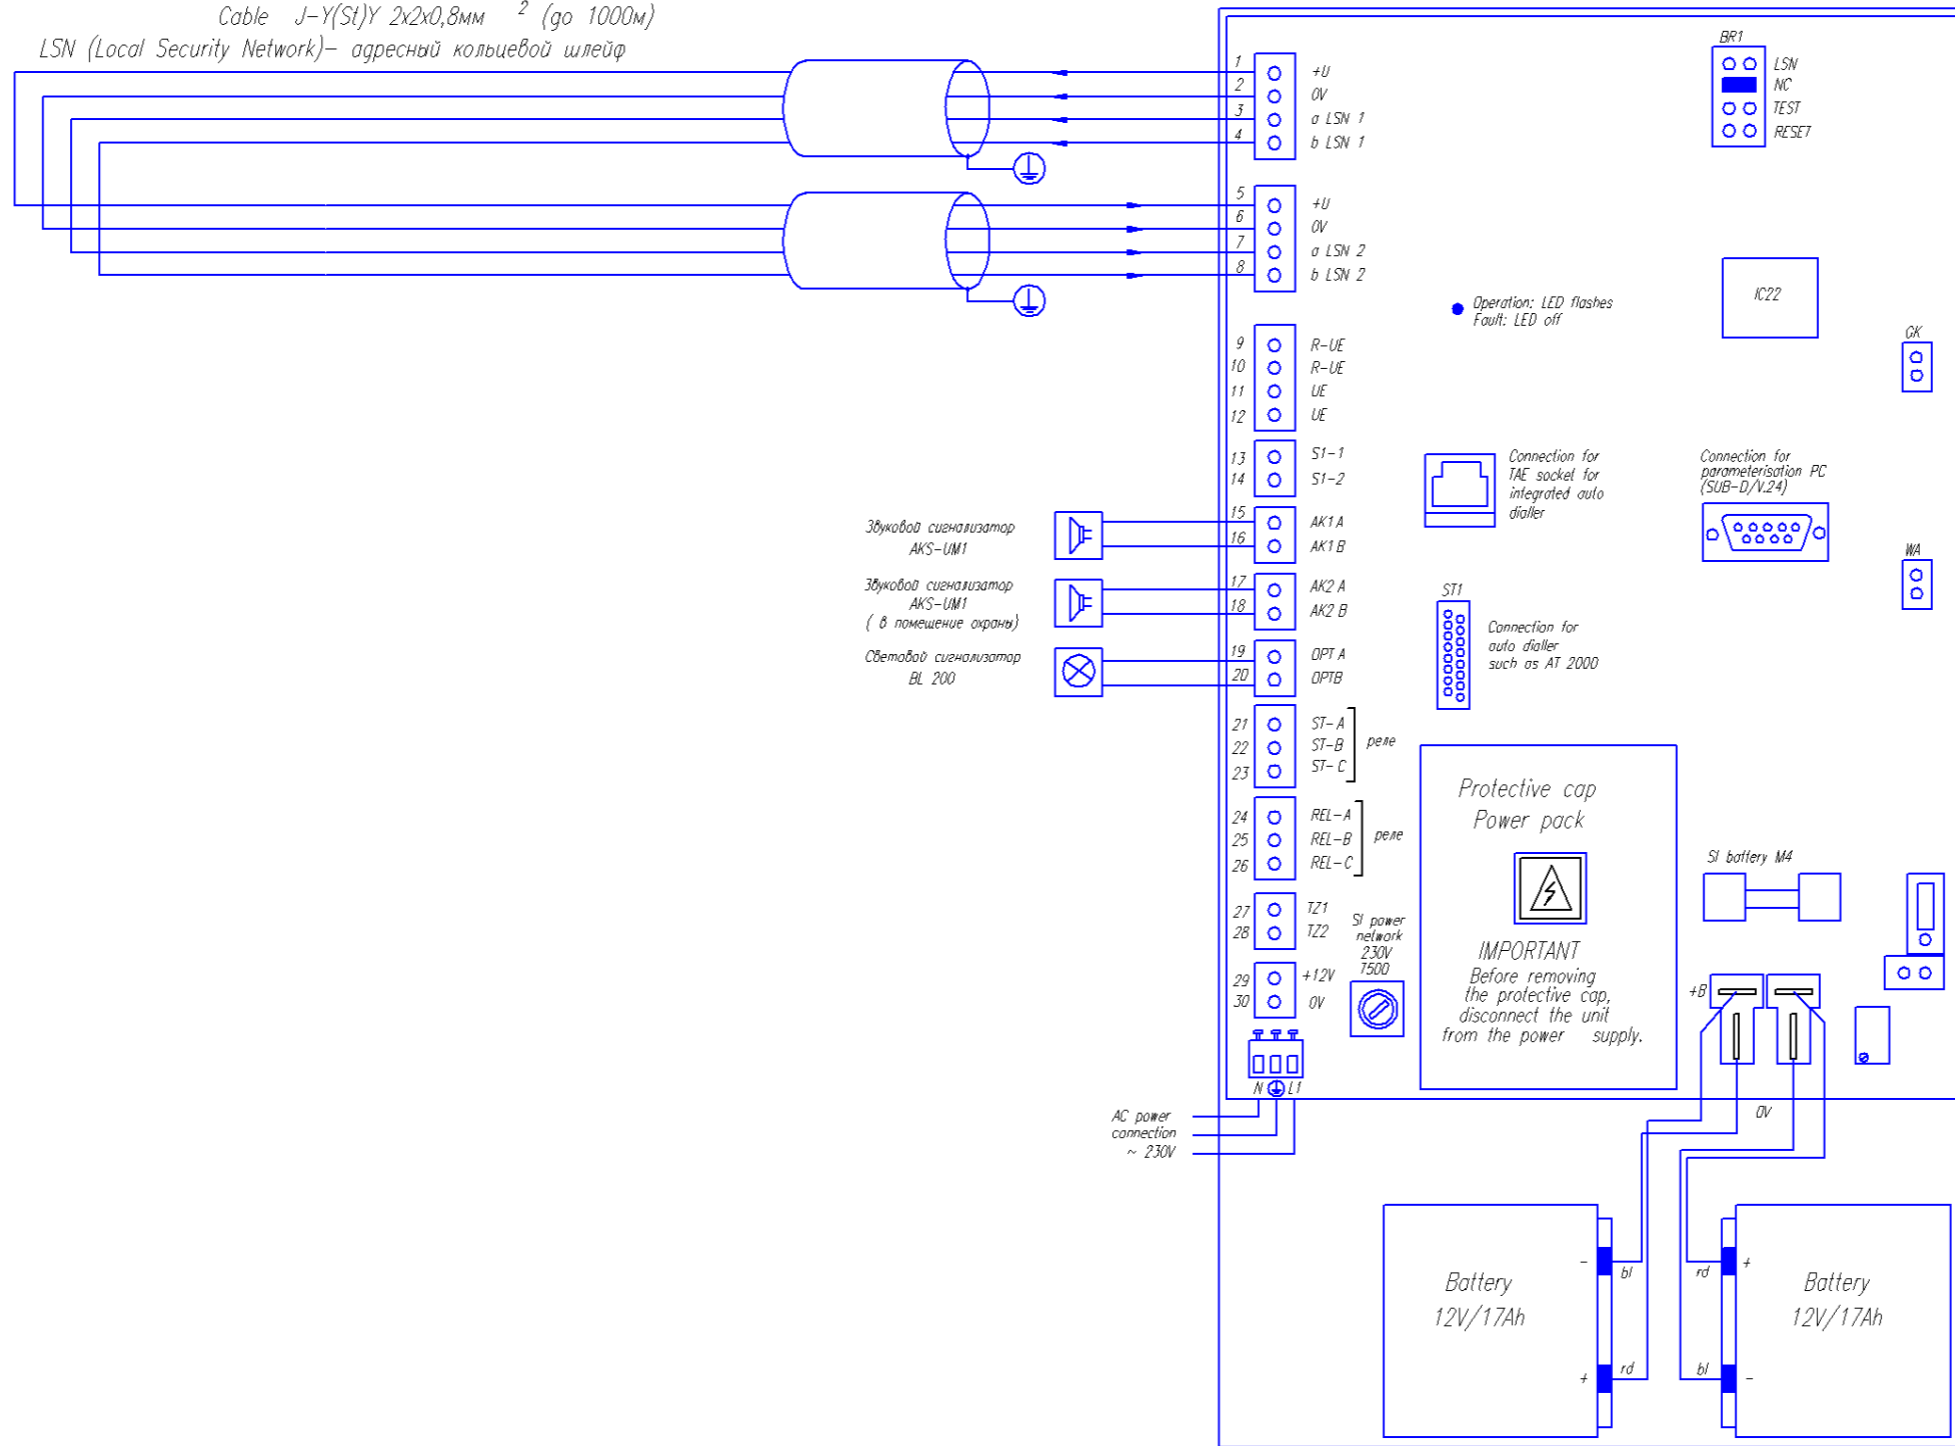 Cable J-Y(St)Y 2x2x0,8мм 2 (до 1000м)
LSN (Local Security Network)- адресный кольцевой шлейф
1 +U
2 0V
3 a LSN 1
4 b LSN 1
5 +U
6 0V
7 a LSN 2
8 b LSN 2
9 R-UE
10 R-UE
11 UE
12 UE
13 S1-1
14 S1-2
Звуковой сигнализатор
AKS-UM1
15 AK1 A
16 AK1 B
Звуковой сигнализатор
AKS-UM1
( в помещение охраны)
17 AK2 A
18 AK2 B
Световой сигнализатор
BL 200
19 OPT A
20 OPTB
21 ST-A
22 ST-B
23 ST-C
реле
24 REL-A
25 REL-B
26 REL-C
реле
27 TZ1
28 TZ2
29 +12V
30 0V
N L1
AC power
connection
~ 230V
BR1
LSN
NC
TEST
RESET
Operation: LED flashes
Fault: LED off
IC22
GK
Connection for
TAE socket for
integrated auto
dialler
Connection for
parameterisation PC
(SUB-D/V.24)
WA
ST1
Connection for
auto dialler
such as AT 2000
SI power
network
230V
T500
Protective cap
Power pack
IMPORTANT
Before removing
the protective cap,
disconnect the unit
from the power supply.
SI battery M4
+B
0V
Battery
12V/17Ah
-
bl
+
rd
Battery
12V/17Ah
rd
+
bl
-